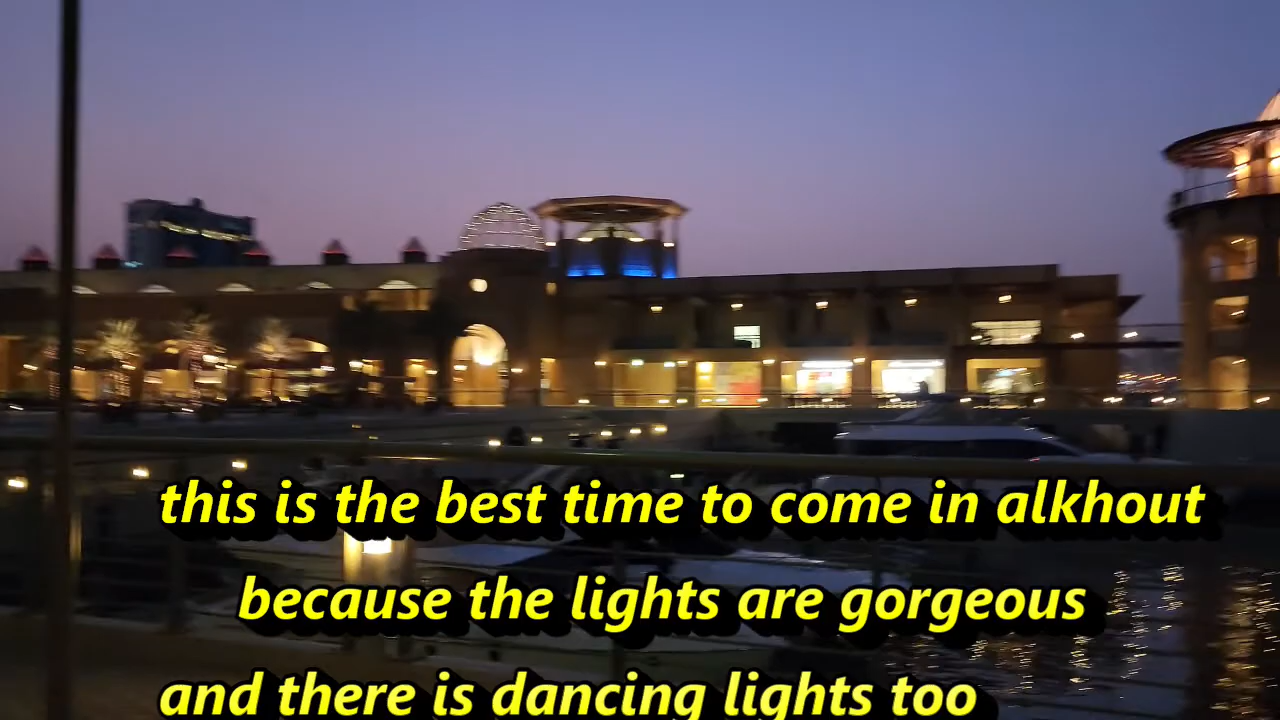 this is the best time to come in alkhout
because the lights are gorgeous
and there is dancing lights too